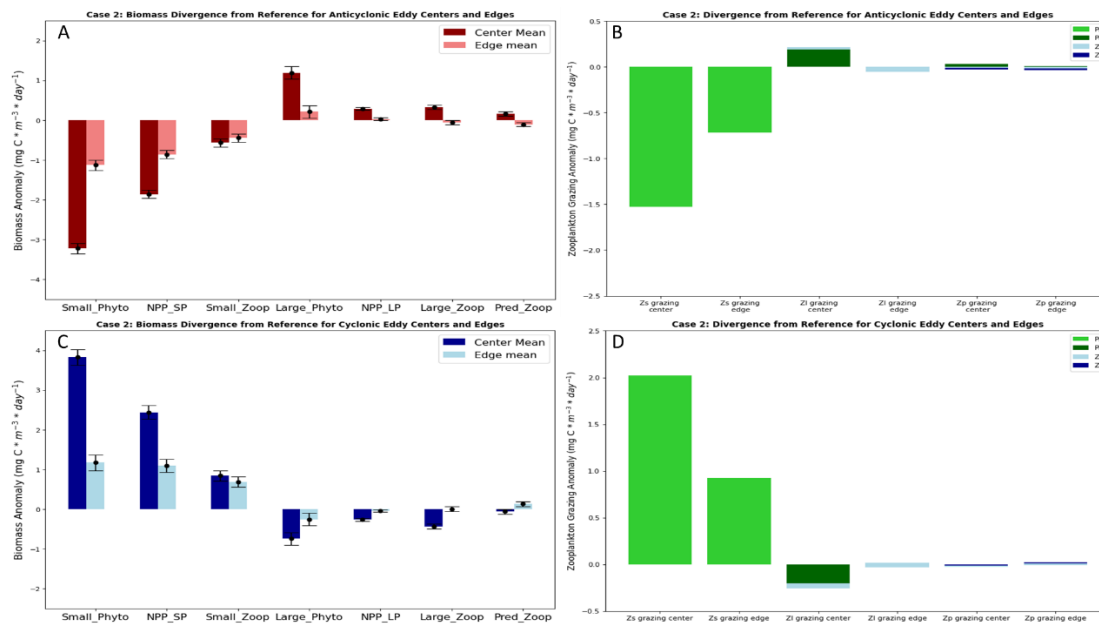 Case 2: Biomass Divergence from Reference for Anticyclonic Eddy Centers and Edges
A
Center Mean
Edge mean
Biomass Anomaly (mg C * m⁻³ * day⁻¹)
2
1
0
−1
−2
−3
−4
Small_Phyto NPP_SP Small_Zoop Large_Phyto NPP_LP Large_Zoop Pred_Zoop
Case 2: Divergence from Reference for Anticyclonic Eddy Centers and Edges
B
P
P
Z
Z
Zooplankton Grazing Anomaly (mg C * m⁻³ * day⁻¹)
0.5
0.0
−0.5
−1.0
−1.5
−2.0
−2.5
Zs grazing center
Zs grazing edge
Zl grazing center
Zl grazing edge
Zp grazing center
Zp grazing edge
Case 2: Biomass Divergence from Reference for Cyclonic Eddy Centers and Edges
C
Center Mean
Edge mean
Biomass Anomaly (mg C * m⁻³ * day⁻¹)
4
3
2
1
0
−1
−2
Small_Phyto NPP_SP Small_Zoop Large_Phyto NPP_LP Large_Zoop Pred_Zoop
Case 2: Divergence from Reference for Cyclonic Eddy Centers and Edges
D
P
P
Z
Z
Zooplankton Grazing Anomaly (mg C * m⁻³ * day⁻¹)
2.5
2.0
1.5
1.0
0.5
0.0
−0.5
Zs grazing center Zs grazing edge Zl grazing center Zl grazing edge Zp grazing center Zp grazing edge